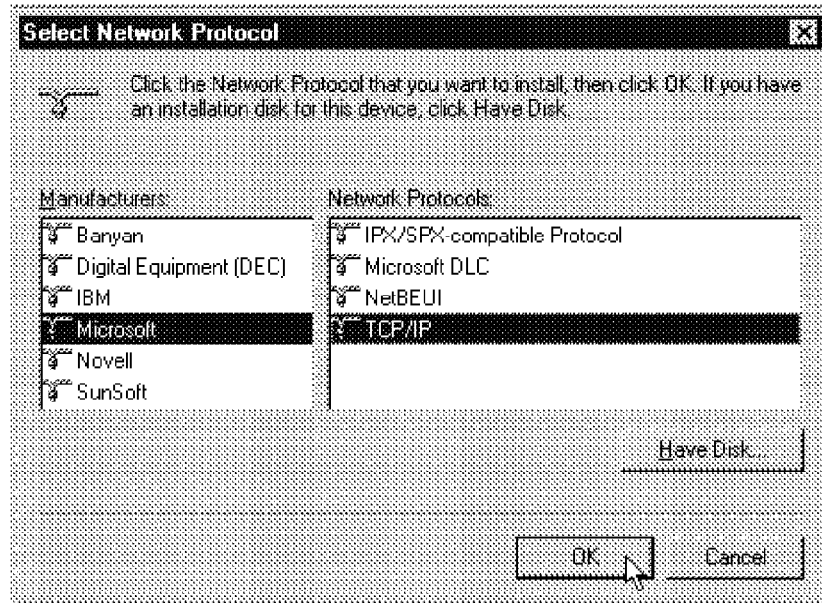 Select Network Protocol
Click the Network Protocol that you want to install, then click OK. If you have
an installation disk for this device, click Have Disk.
Manufacturers:
Banyan
Digital Equipment (DEC)
IBM
Microsoft
Novell
SunSoft
Network Protocols:
IPX/SPX-compatible Protocol
Microsoft DLC
NetBEUI
TCP/IP
Have Disk...
OK
Cancel